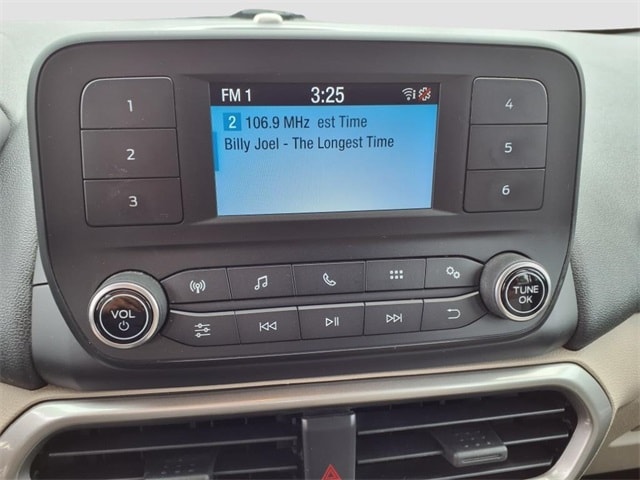 FM 1 3:25
2 106.9 MHz est Time
Billy Joel - The Longest Time
1
2
3
4
5
6
VOL
TUNE
OK